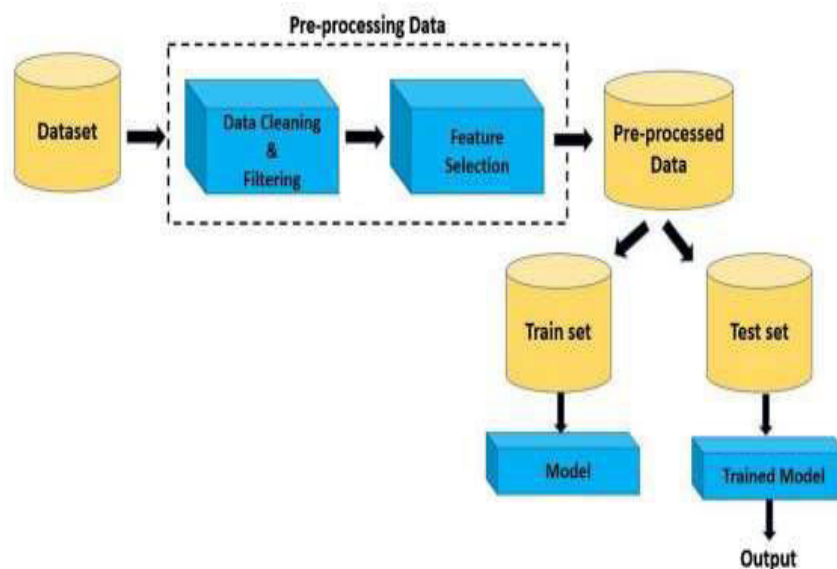 Pre-processing Data
Dataset
Data Cleaning
&
Filtering
Feature
Selection
Pre-processed
Data
Train set
Test set
Model
Trained Model
Output